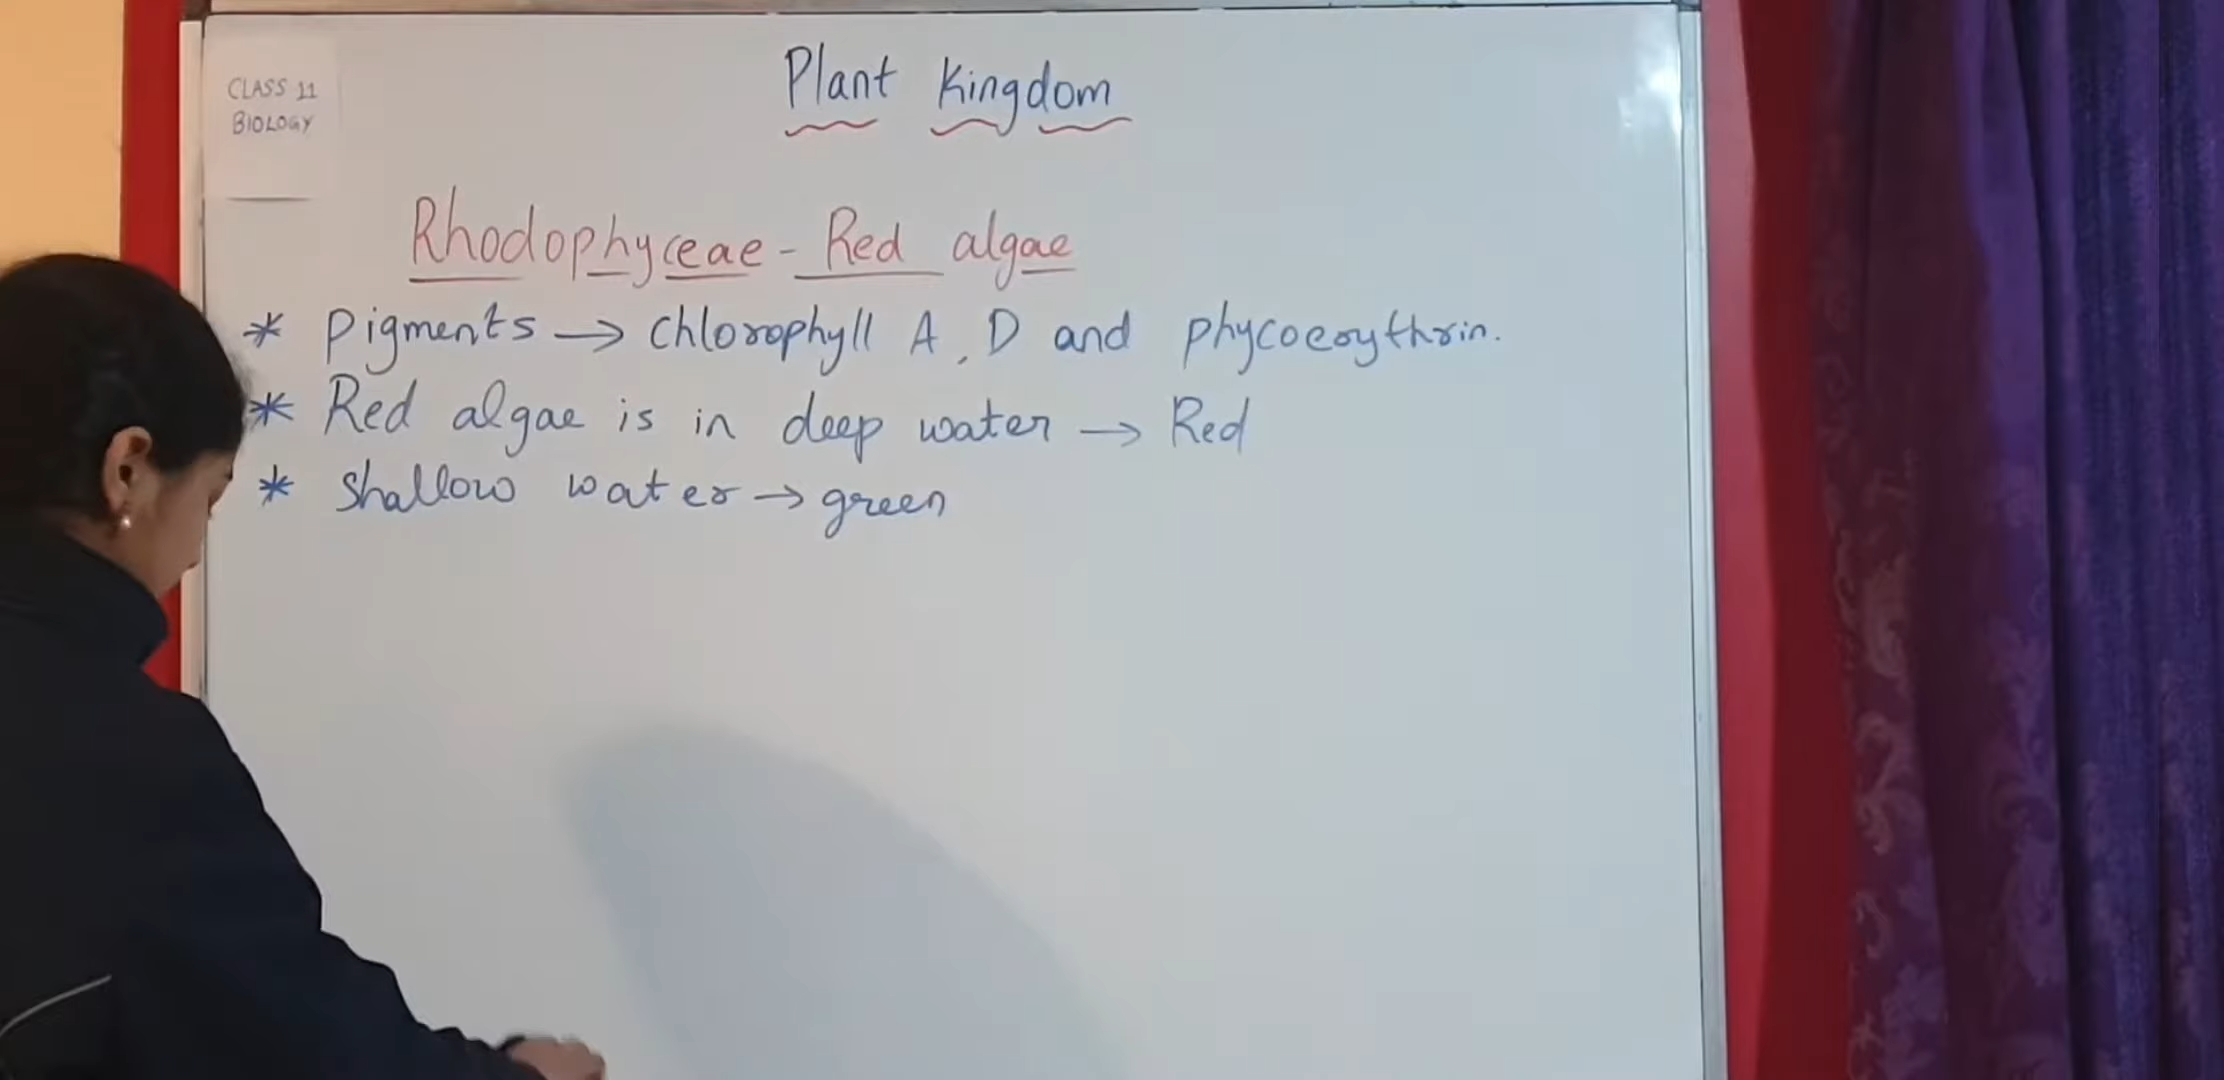 CLASS 11
BIOLOGY
Plant Kingdom
Rhodophyceae - Red algae
* Pigments → Chlorophyll A, D and phycoerythrin.
* Red algae is in deep water → Red
* Shallow water → green